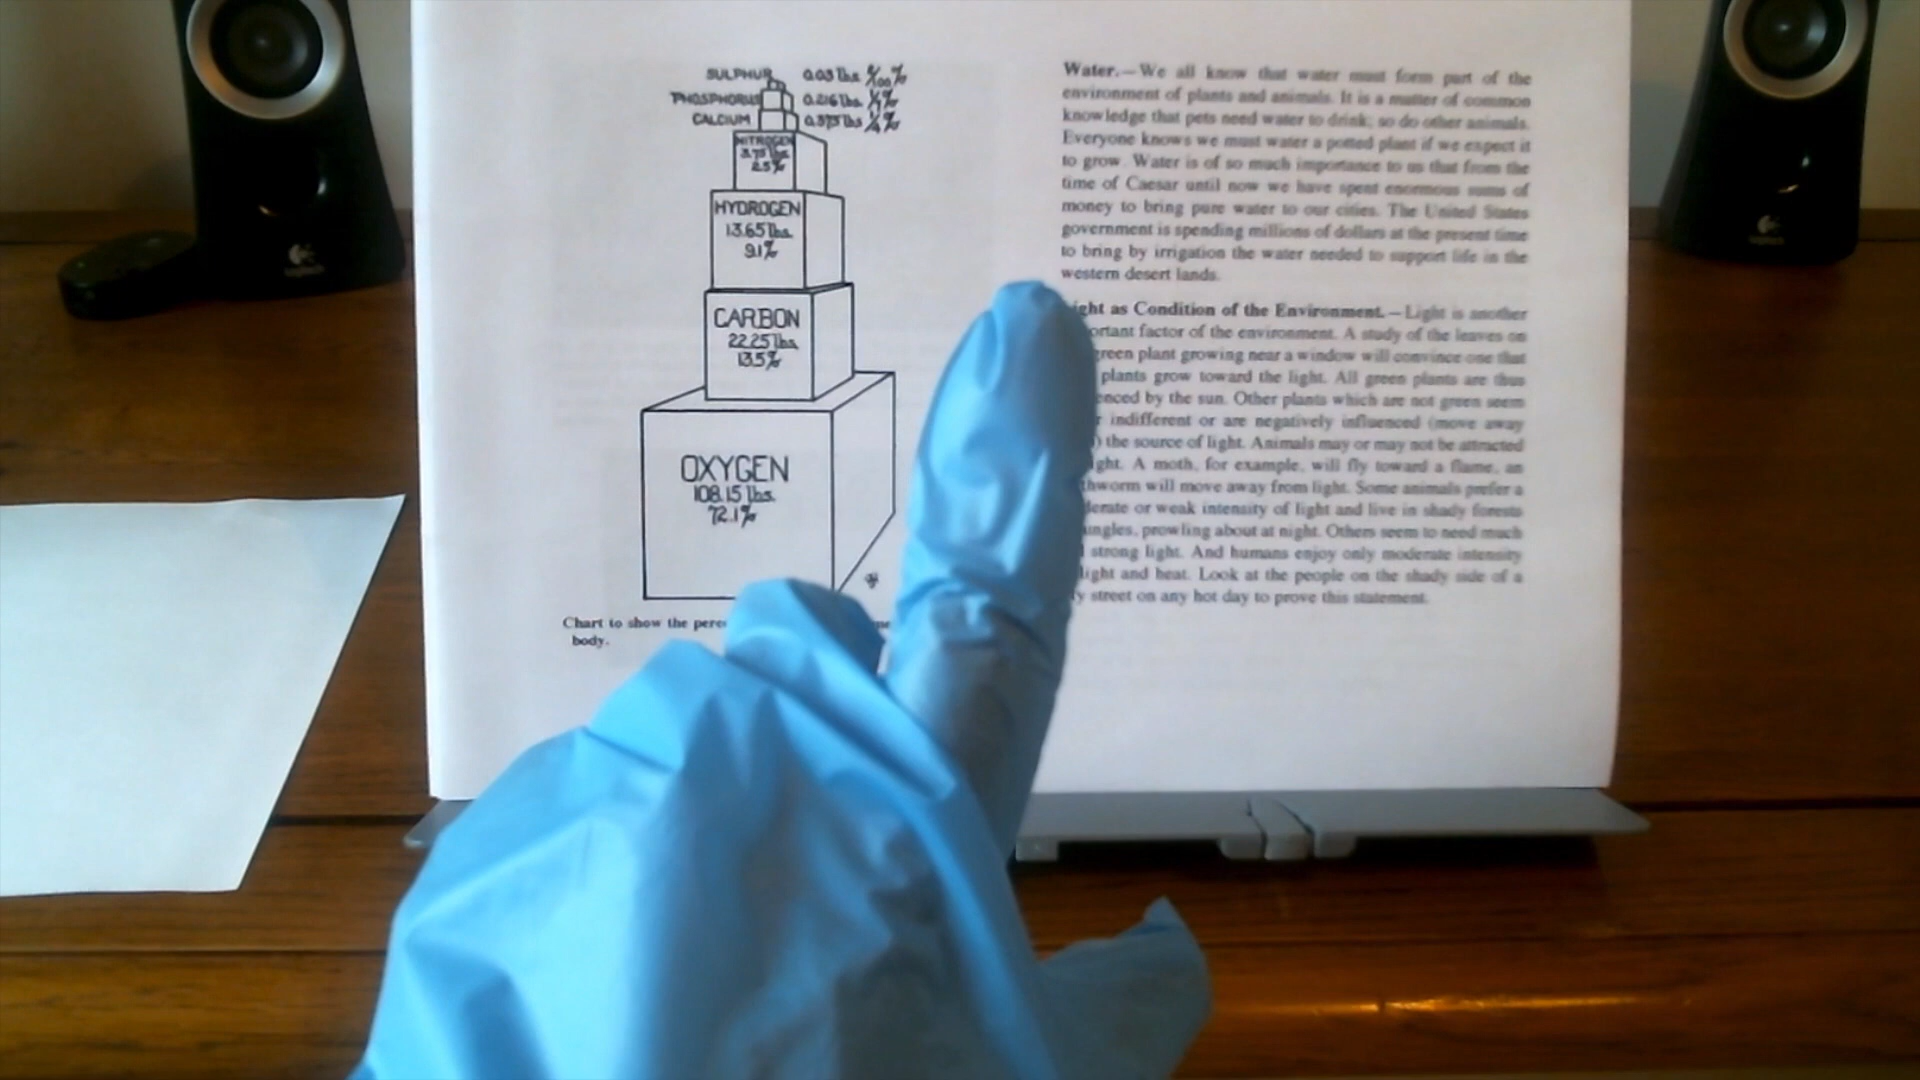 SULPHUR 0.03 lbs.
PHOSPHORUS 0.216 lbs.
CALCIUM 0.375 lbs ¼%
NITROGEN
3.75 lbs.
2.5%
HYDROGEN
13.65 lbs.
9.1%
CARBON
22.25 lbs.
13.5%
OXYGEN
108.15 lbs.
72.1%
Chart to show the
body.
Water.—We all know that water must form part of the
environment of plants and animals. It is a matter of common
knowledge that pets need water to drink; so do other animals.
Everyone knows we must water a potted plant if we expect it
to grow. Water is of so much importance to us that from the
time of Caesar until now we have spent enormous sums of
money to bring pure water to our cities. The United States
government is spending millions of dollars at the present time
to bring by irrigation the water needed to support life in the
western desert lands.
as Condition of the Environment.—Light is another
factor of the environment. A study of the leaves on
plant growing near a window will convince one that
plants grow toward the light. All green plants are thus
by the sun. Other plants which are not green seem
indifferent or are negatively influenced (move away
the source of light. Animals may or may not be attracted
A moth, for example, will fly toward a flame, an
will move away from light. Some animals prefer a
or weak intensity of light and live in shady forests
prowling about at night. Others seem to need much
strong light. And humans enjoy only moderate intensity
light and heat. Look at the people on the shady side of a
street on any hot day to prove this statement.
logitech